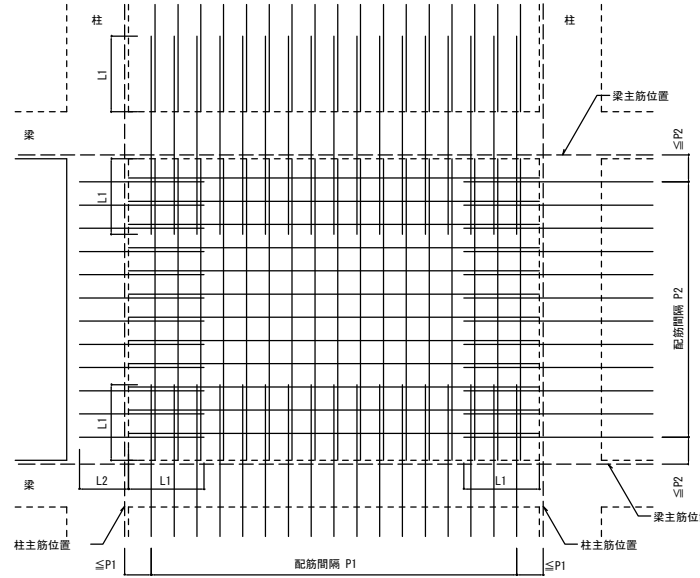 柱
柱
L1
梁主筋位置
梁
≦P2
L1
配筋間隔 P2
L1
梁
L2
L1
L1
≦P2
梁主筋位
柱主筋位置
柱主筋位置
≦P1
配筋間隔 P1
≦P1